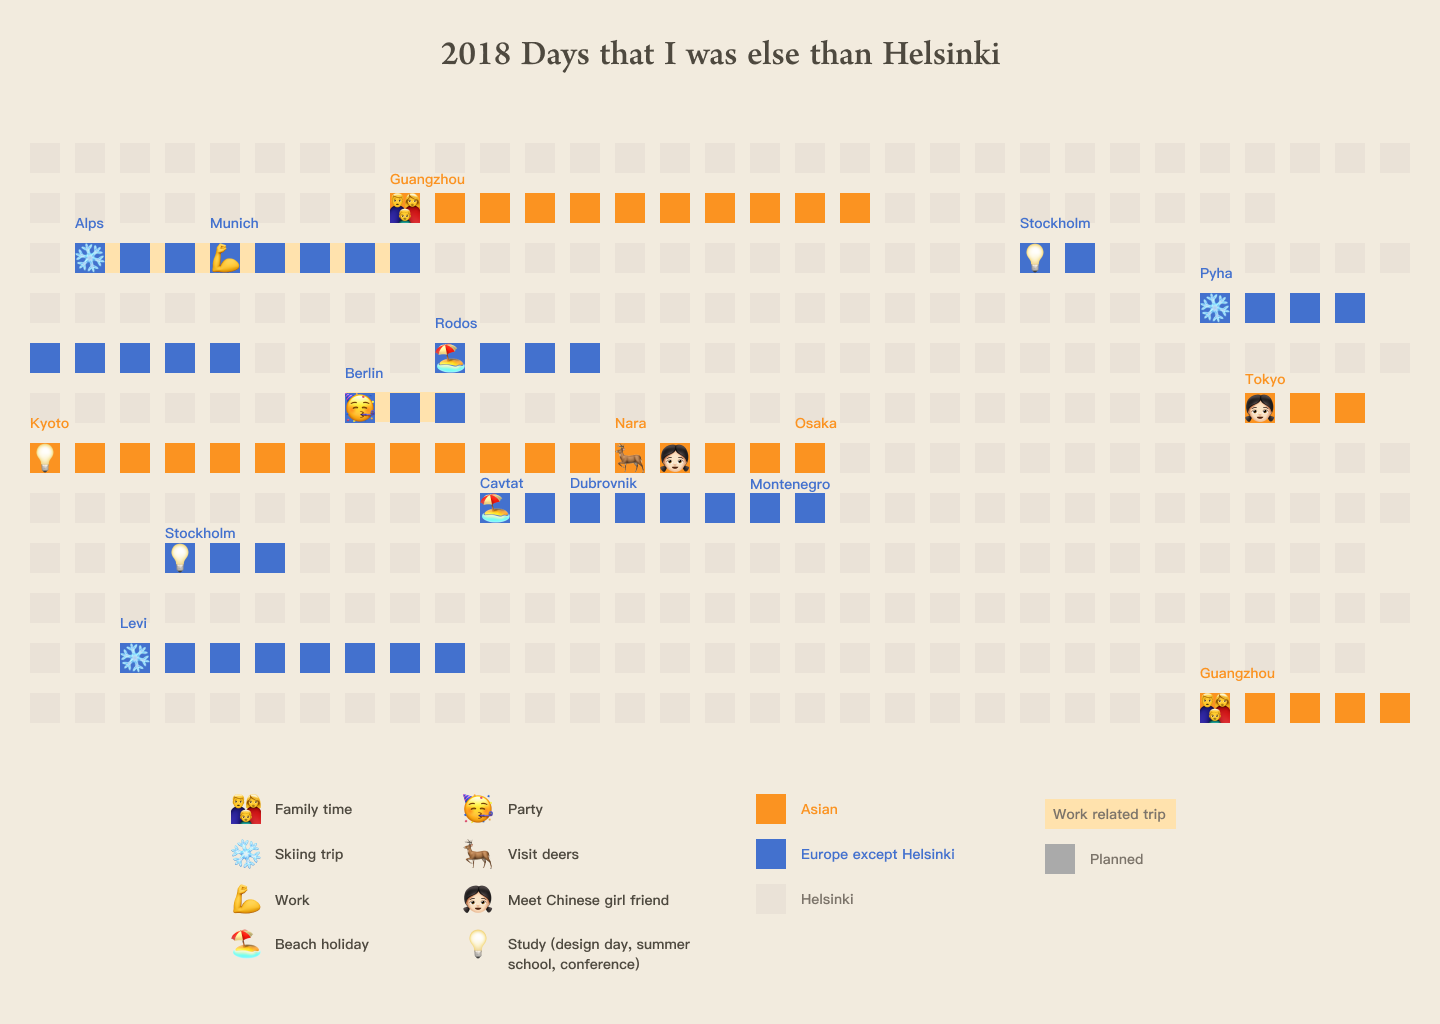 2018 Days that I was else than Helsinki
Guangzhou
Alps
Munich
Stockholm
Pyha
Rodos
Berlin
Tokyo
Kyoto
Nara
Osaka
Cavtat
Dubrovnik
Montenegro
Stockholm
Levi
Guangzhou
Family time
Skiing trip
Work
Beach holiday
Party
Visit deers
Meet Chinese girl friend
Study (design day, summer
school, conference)
Asian
Europe except Helsinki
Helsinki
Work related trip
Planned